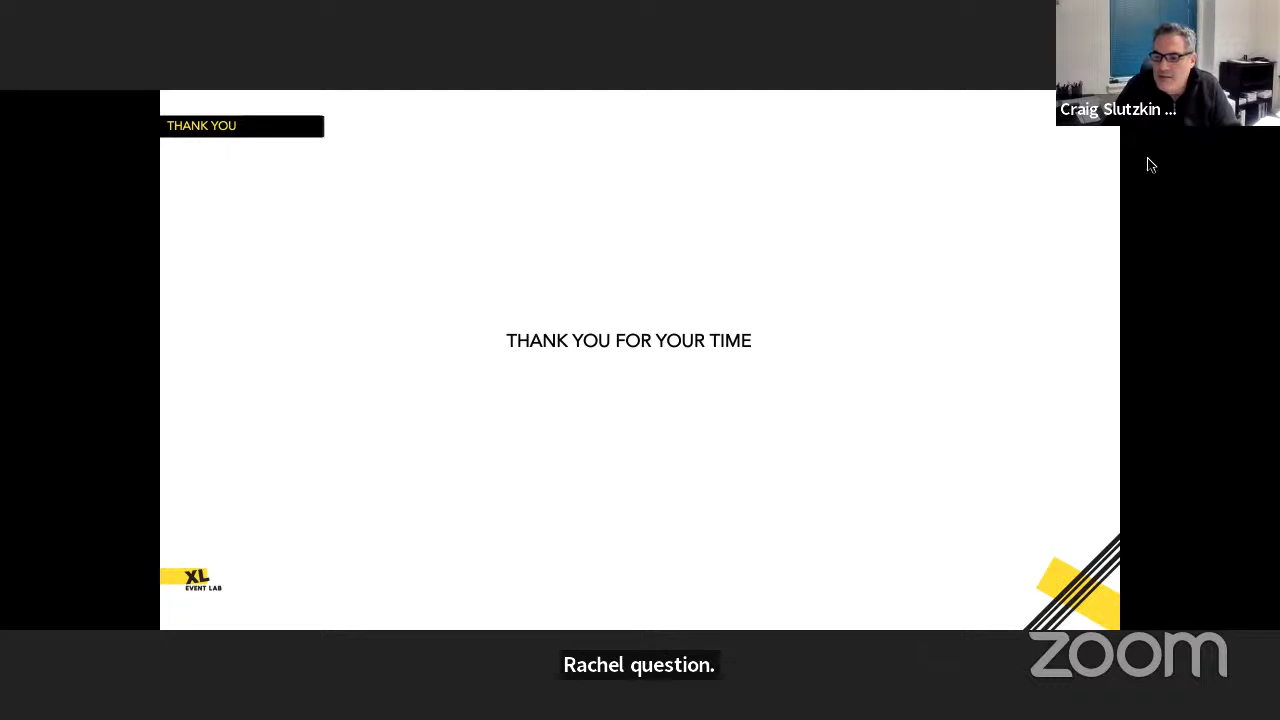 Craig Slutzkin ...
THANK YOU
THANK YOU FOR YOUR TIME
XL
EVENT LAB
Rachel question.
zoom